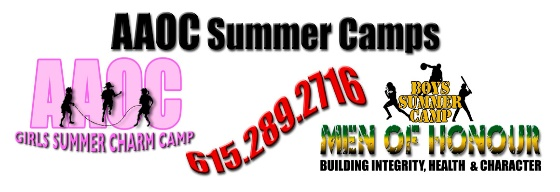 AAOC Summer Camps
AAOC
GIRLS SUMMER CHARM CAMP
615.289.2716
BOYS
SUMMER
CAMP
MEN OF HONOUR
BUILDING INTEGRITY, HEALTH & CHARACTER